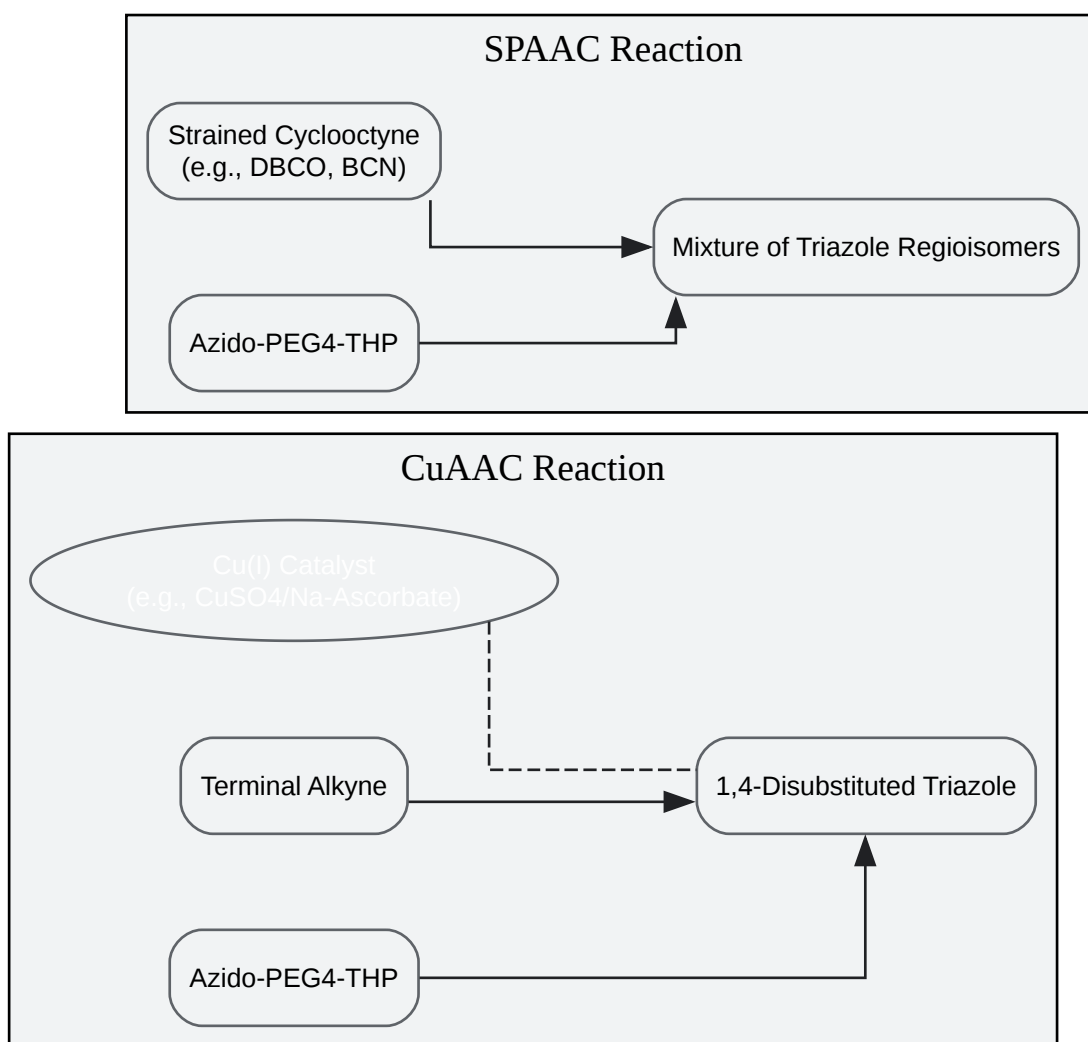 SPAAC Reaction
Strained Cyclooctyne
(e.g., DBCO, BCN)
Mixture of Triazole Regioisomers
Azido-PEG4-THP
CuAAC Reaction
Cu(I) Catalyst
(e.g., CuSO4/Na-Ascorbate)
Terminal Alkyne
1,4-Disubstituted Triazole
Azido-PEG4-THP